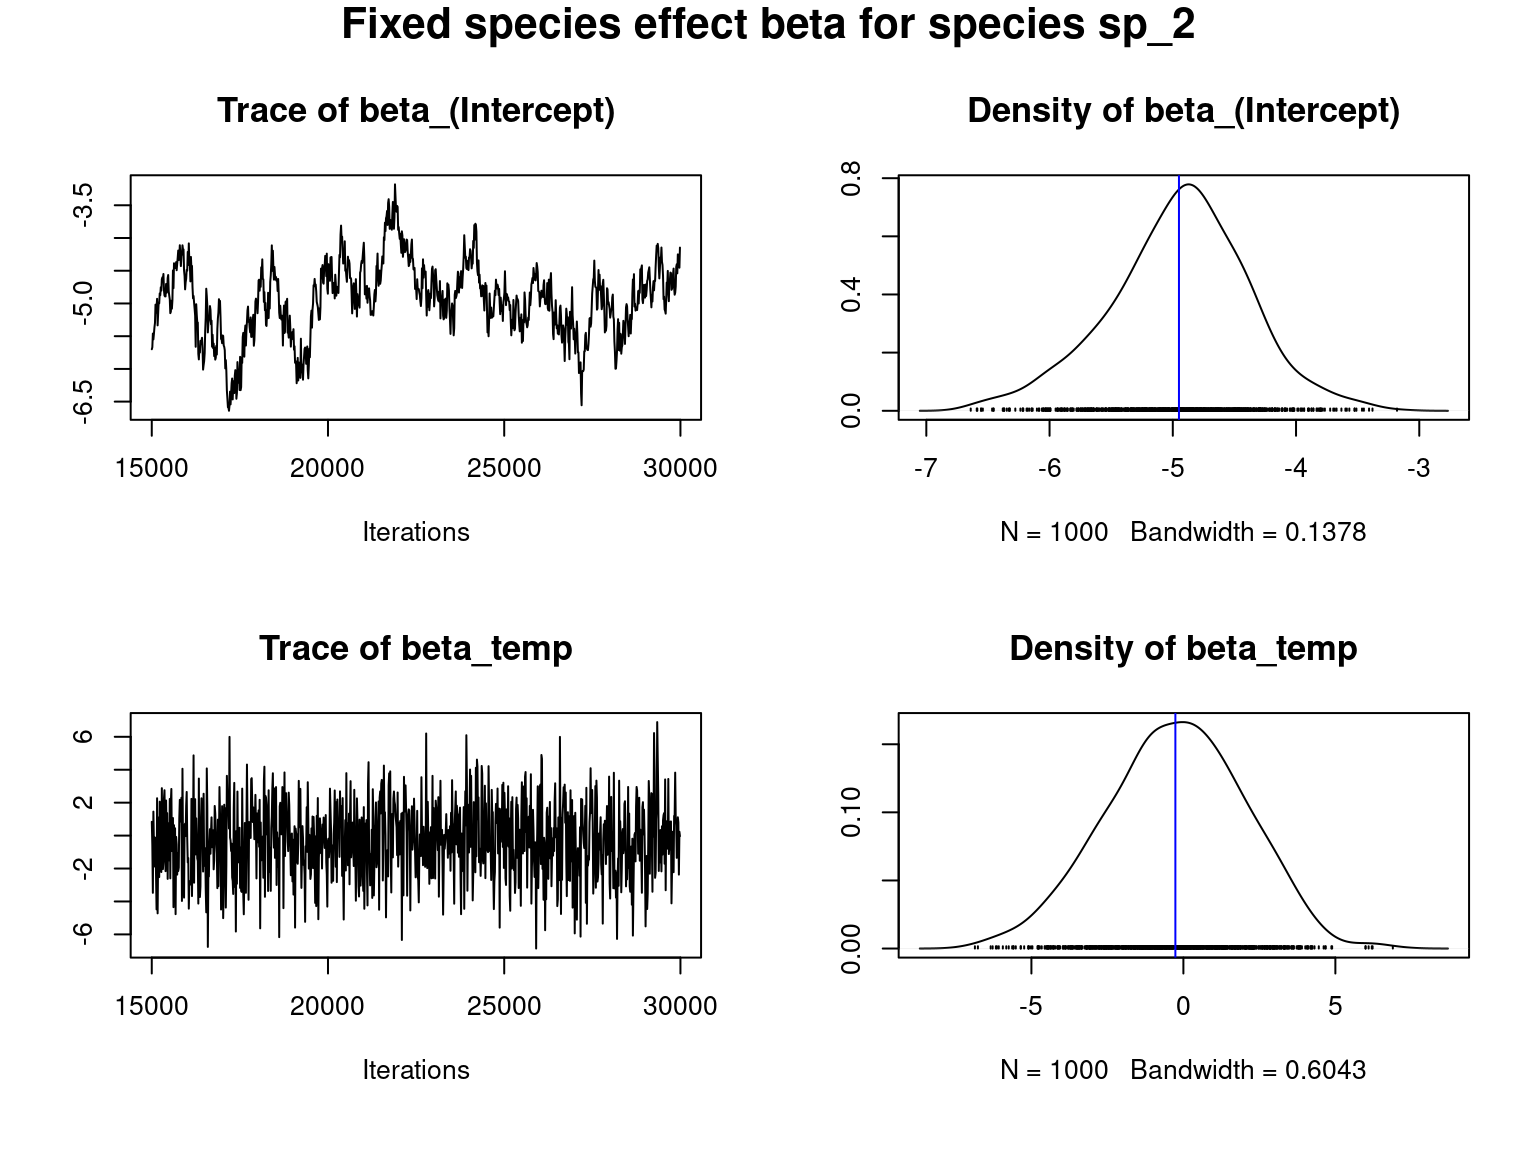 Fixed species effect beta for species sp_2
Trace of beta_(Intercept)
-3.5
-5.0
-6.5
15000 20000 25000 30000
Iterations
Density of beta_(Intercept)
0.8
0.4
0.0
-7 -6 -5 -4 -3
N = 1000 Bandwidth = 0.1378
Trace of beta_temp
6
2
-2
-6
15000 20000 25000 30000
Iterations
Density of beta_temp
0.10
0.00
-5 0 5
N = 1000 Bandwidth = 0.6043